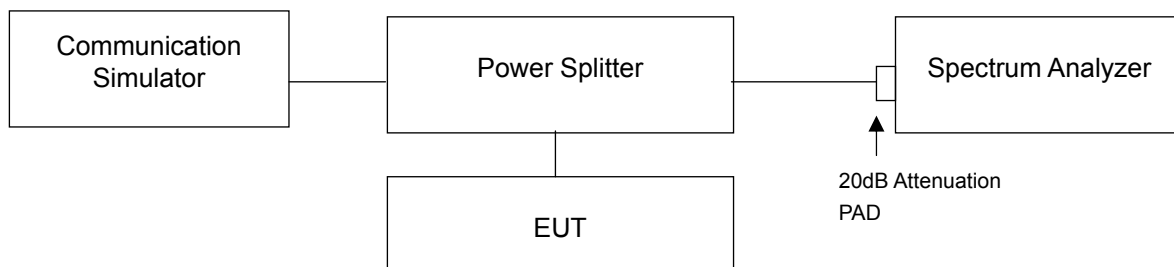 Communication
Simulator
Power Splitter
Spectrum Analyzer
20dB Attenuation
PAD
EUT